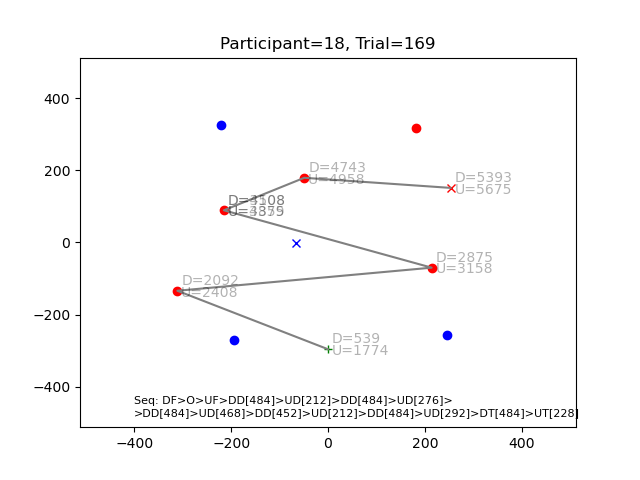 Participant=18, Trial=169
400
200
0
−200
−400
−400
−200
0
200
400
D=4743
U=4958
D=5393
U=5675
D=2875
U=3158
D=2092
U=2408
D=539
U=1774
Seq: DF>O>UF>DD[484]>UD[212]>DD[484]>UD[276]>
>DD[484]>UD[468]>DD[452]>UD[212]>DD[484]>UD[292]>DT[484]>UT[228]